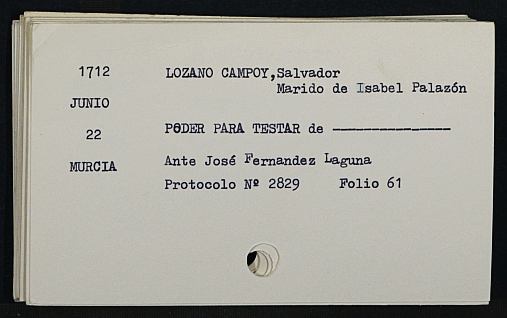 1712 LOZANO CAMPOY,Salvador
Marido de Isabel Palazón
JUNIO
22 PODER PARA TESTAR de ---------------
MURCIA Ante José Fernandez Laguna
Protocolo Nº 2829 Folio 61